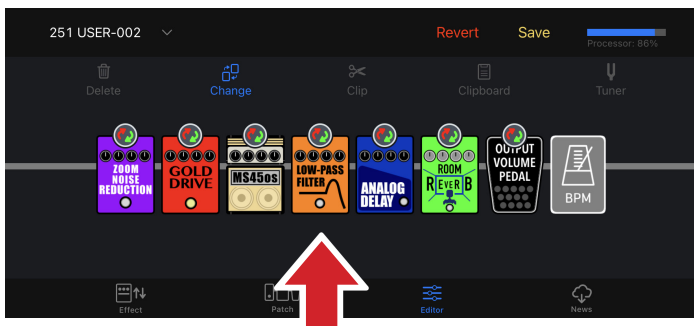 251 USER-002
Revert
Save
Processor: 86%
Delete
Change
Clip
Clipboard
Tuner
ZOOM
NOISE
REDUCTION
GOLD
DRIVE
MS45os
LOW-PASS
FILTER
ANALOG
DELAY
ROOM
REVERB
OUTPUT
VOLUME
PEDAL
BPM
Effect
Patch
Editor
News